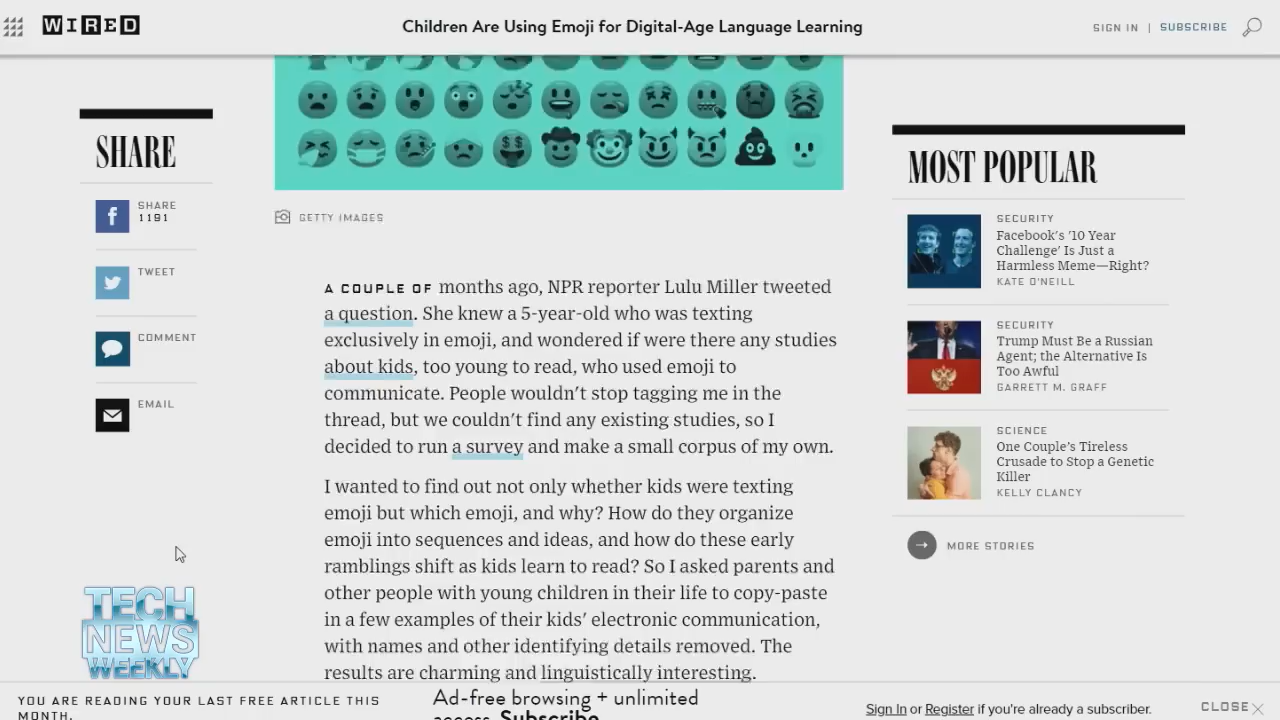 WIRED
Children Are Using Emoji for Digital-Age Language Learning
SIGN IN | SUBSCRIBE
SHARE
SHARE
1191
TWEET
COMMENT
EMAIL
GETTY IMAGES
A COUPLE OF months ago, NPR reporter Lulu Miller tweeted
a question. She knew a 5-year-old who was texting
exclusively in emoji, and wondered if were there any studies
about kids, too young to read, who used emoji to
communicate. People wouldn't stop tagging me in the
thread, but we couldn't find any existing studies, so I
decided to run a survey and make a small corpus of my own.
I wanted to find out not only whether kids were texting
emoji but which emoji, and why? How do they organize
emoji into sequences and ideas, and how do these early
ramblings shift as kids learn to read? So I asked parents and
other people with young children in their life to copy-paste
in a few examples of their kids' electronic communication,
with names and other identifying details removed. The
results are charming and linguistically interesting.
MOST POPULAR
SECURITY
Facebook's '10 Year
Challenge' Is Just a
Harmless Meme—Right?
KATE O'NEILL
SECURITY
Trump Must Be a Russian
Agent; the Alternative Is
Too Awful
GARRETT M. GRAFF
SCIENCE
One Couple's Tireless
Crusade to Stop a Genetic
Killer
KELLY CLANCY
MORE STORIES
TECH
NEWS
WEEKLY
YOU ARE READING YOUR LAST FREE ARTICLE THIS
MONTH.
Ad-free browsing + unlimited
access. Subscribe
Sign In or Register if you're already a subscriber.
CLOSE